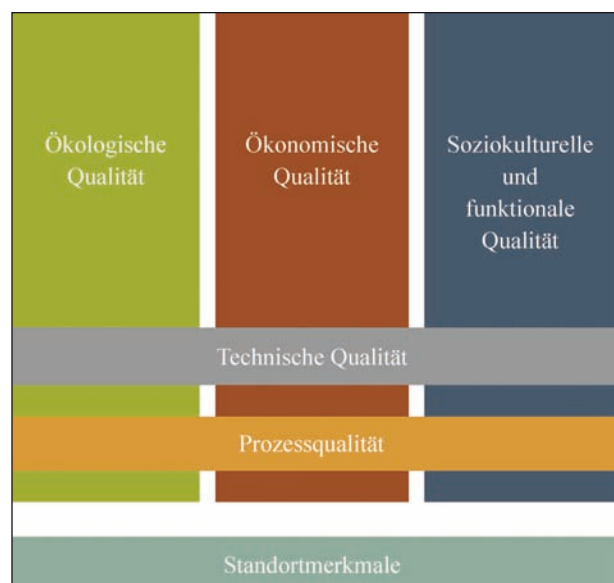 Ökologische
Qualität
Ökonomische
Qualität
Soziokulturelle
und
funktionale
Qualität
Technische Qualität
Prozessqualität
Standortmerkmale